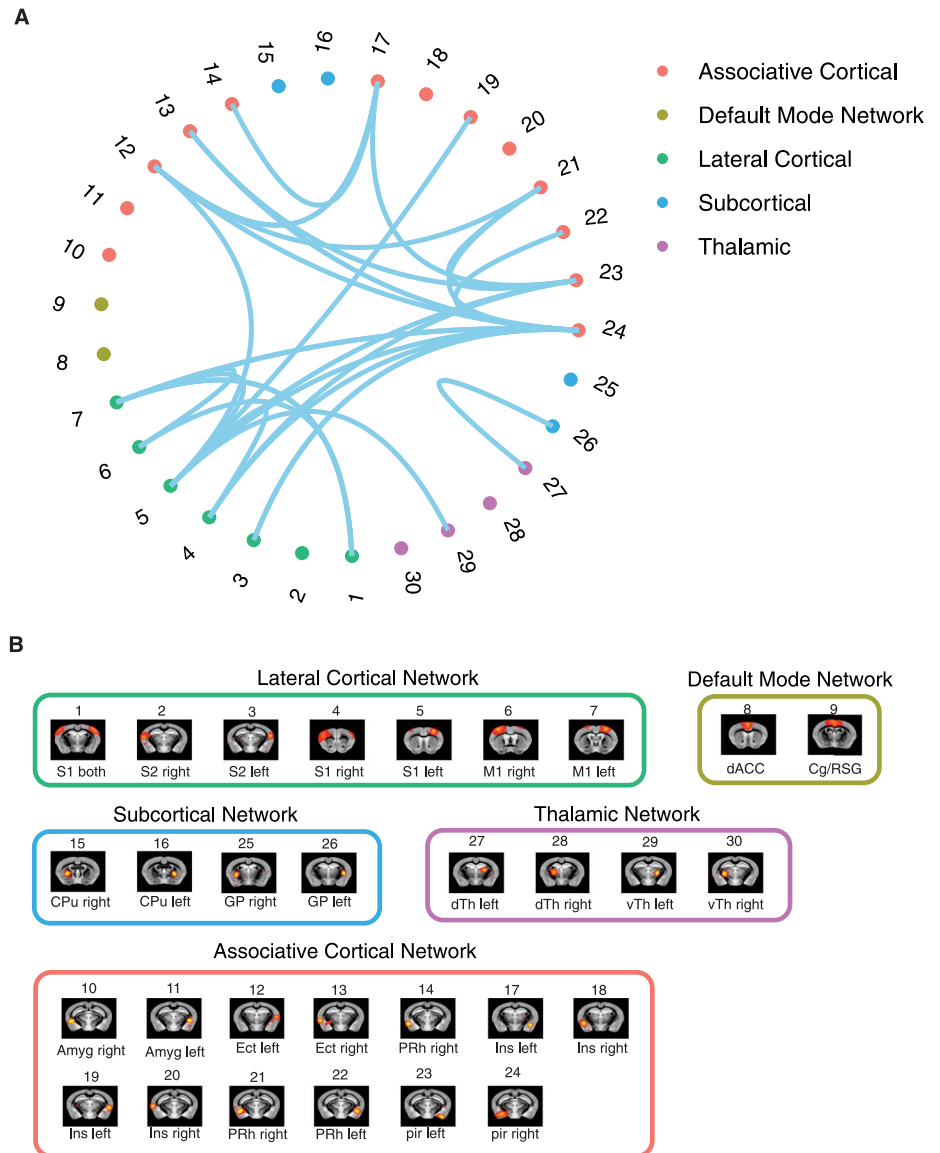 A
15
16
17
18
14
19
13
20
12
21
11
22
10
23
9
24
8
25
7
26
6
27
5
28
4
29
3
30
2
1
Associative Cortical
Default Mode Network
Lateral Cortical
Subcortical
Thalamic
B
Lateral Cortical Network
1 2 3 4 5 6 7
S1 both S2 right S2 left S1 right S1 left M1 right M1 left
Default Mode Network
8 9
dACC Cg/RSG
Subcortical Network
15 16 25 26
CPu right CPu left GP right GP left
Thalamic Network
27 28 29 30
dTh left dTh right vTh left vTh right
Associative Cortical Network
10 11 12 13 14 17 18
Amyg right Amyg left Ect left Ect right PRh right Ins left Ins right
19 20 21 22 23 24
Ins left Ins right PRh right PRh left pir left pir right